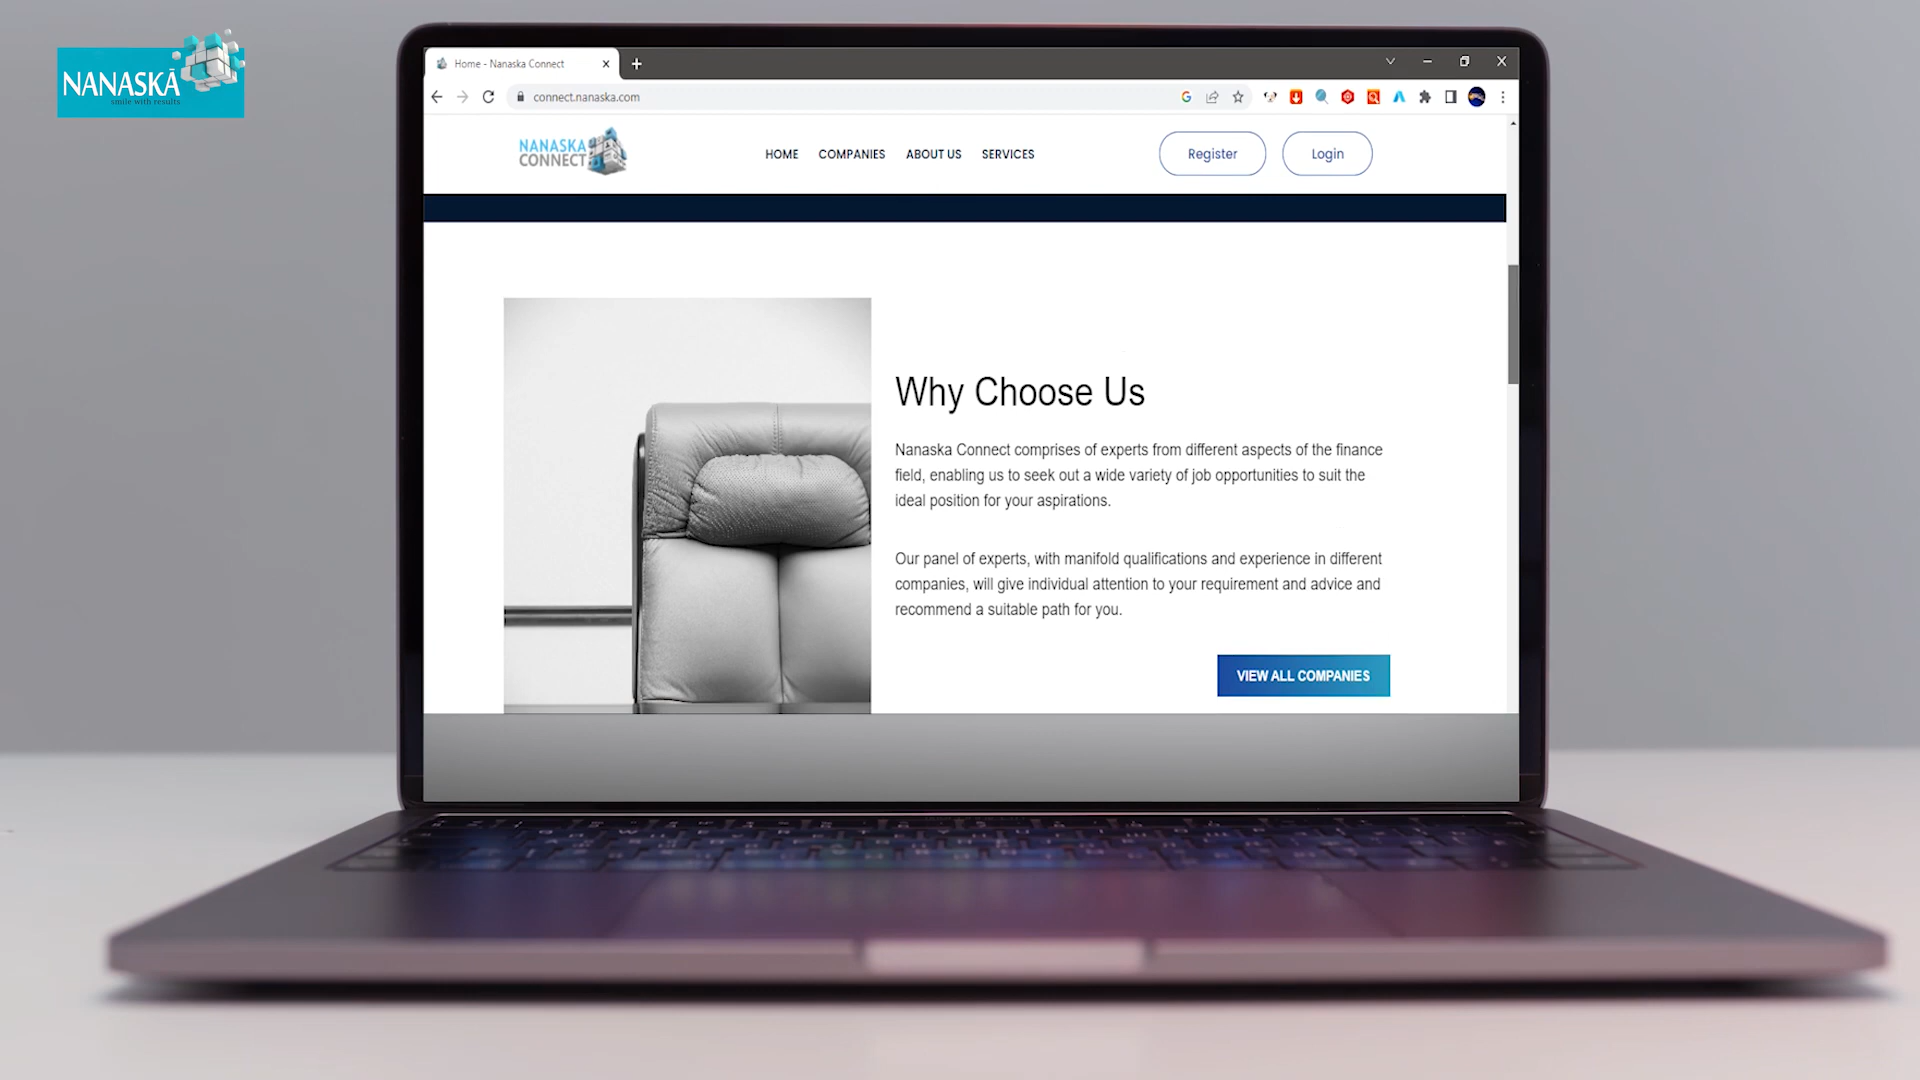 NANASKĀ
smile with results
Home - Nanaska Connect
connect.nanaska.com
NANASKA
CONNECT
HOME
COMPANIES
ABOUT US
SERVICES
Register
Login
Why Choose Us
Nanaska Connect comprises of experts from different aspects of the finance
field, enabling us to seek out a wide variety of job opportunities to suit the
ideal position for your aspirations.
Our panel of experts, with manifold qualifications and experience in different
companies, will give individual attention to your requirement and advice and
recommend a suitable path for you.
VIEW ALL COMPANIES